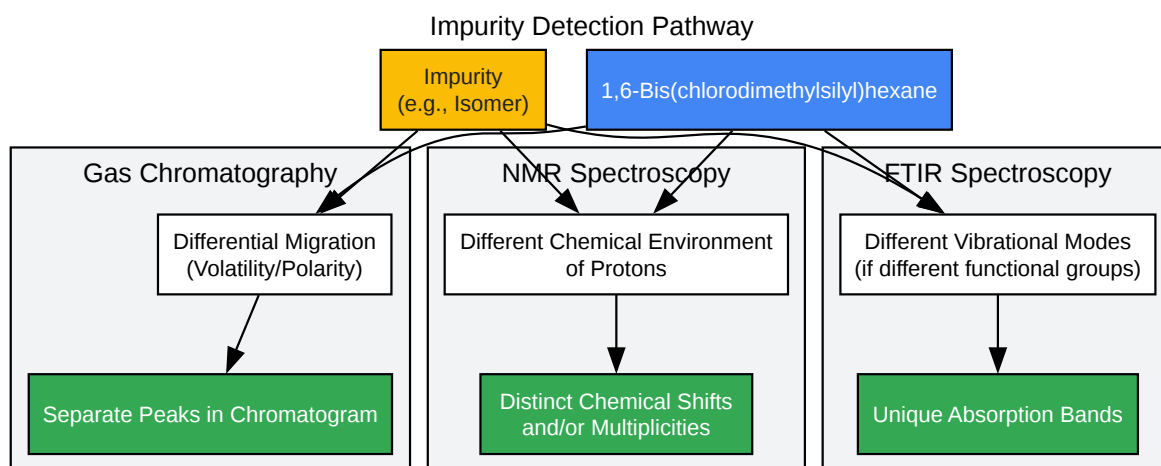 Impurity Detection Pathway
Impurity
(e.g., Isomer)
1,6-Bis(chlorodimethylsilyl)hexane
Gas Chromatography
NMR Spectroscopy
FTIR Spectroscopy
Differential Migration
(Volatility/Polarity)
Different Chemical Environment
of Protons
Different Vibrational Modes
(if different functional groups)
Separate Peaks in Chromatogram
Distinct Chemical Shifts
and/or Multiplicities
Unique Absorption Bands